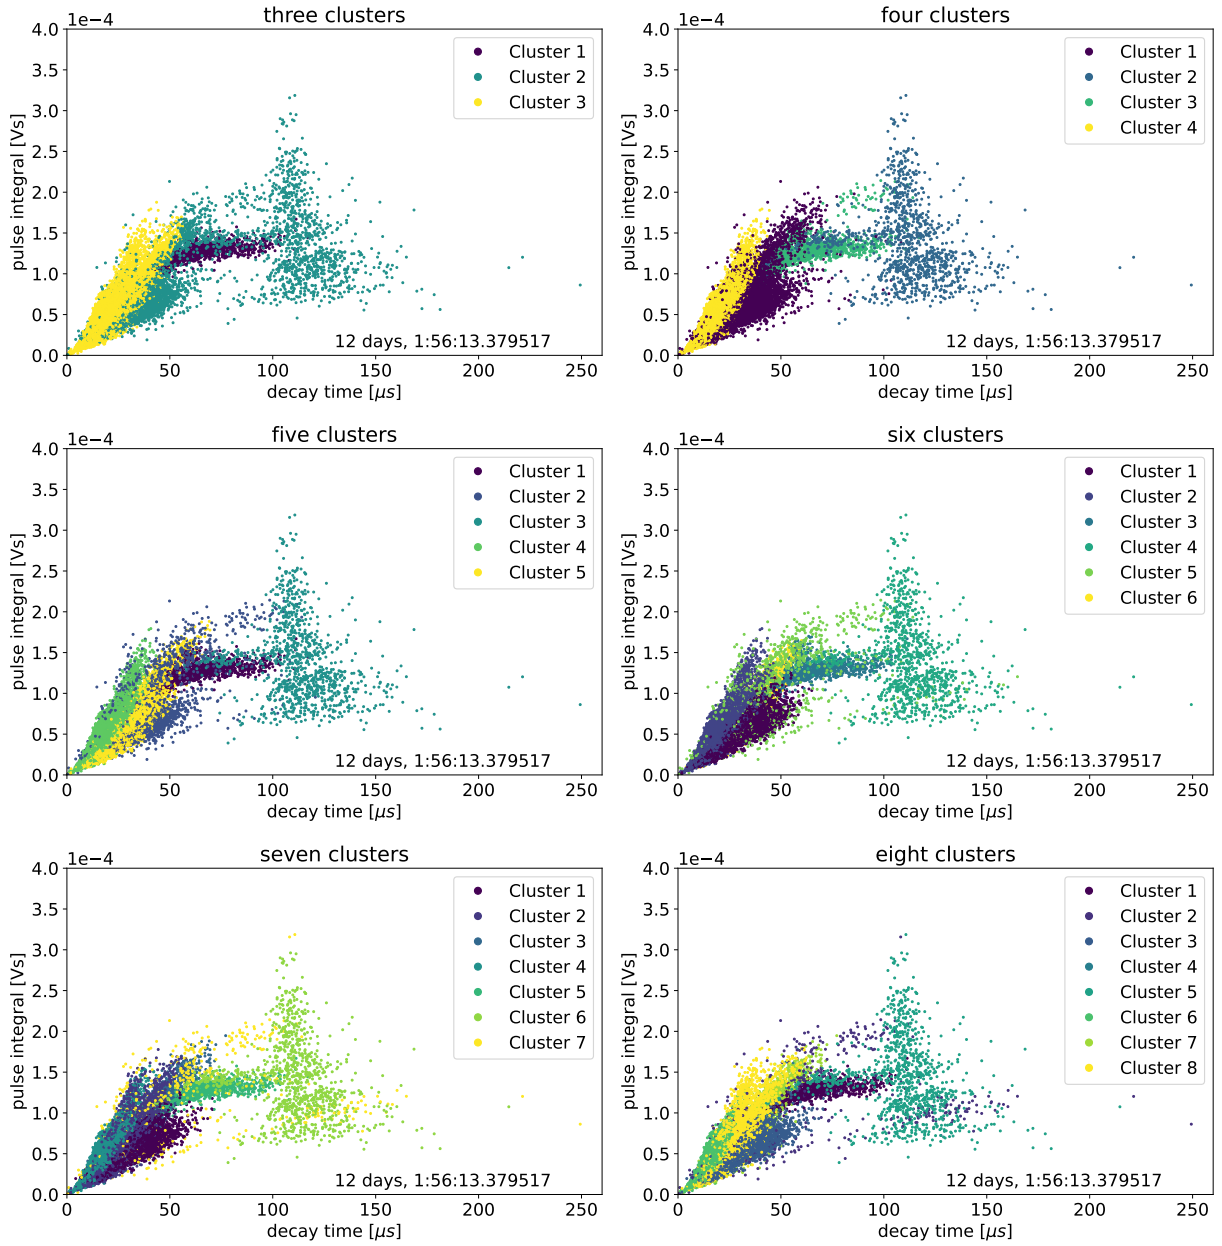 three clusters
1e−4
4.0
3.5
3.0
2.5
2.0
1.5
1.0
0.5
0.0
pulse integral [Vs]
Cluster 1
Cluster 2
Cluster 3
12 days, 1:56:13.379517
0 50 100 150 200 250
decay time [μs]
four clusters
1e−4
4.0
3.5
3.0
2.5
2.0
1.5
1.0
0.5
0.0
pulse integral [Vs]
Cluster 1
Cluster 2
Cluster 3
Cluster 4
12 days, 1:56:13.379517
0 50 100 150 200 250
decay time [μs]
five clusters
1e−4
4.0
3.5
3.0
2.5
2.0
1.5
1.0
0.5
0.0
pulse integral [Vs]
Cluster 1
Cluster 2
Cluster 3
Cluster 4
Cluster 5
12 days, 1:56:13.379517
0 50 100 150 200 250
decay time [μs]
six clusters
1e−4
4.0
3.5
3.0
2.5
2.0
1.5
1.0
0.5
0.0
pulse integral [Vs]
Cluster 1
Cluster 2
Cluster 3
Cluster 4
Cluster 5
Cluster 6
12 days, 1:56:13.379517
0 50 100 150 200 250
decay time [μs]
seven clusters
1e−4
4.0
3.5
3.0
2.5
2.0
1.5
1.0
0.5
0.0
pulse integral [Vs]
Cluster 1
Cluster 2
Cluster 3
Cluster 4
Cluster 5
Cluster 6
Cluster 7
12 days, 1:56:13.379517
0 50 100 150 200 250
decay time [μs]
eight clusters
1e−4
4.0
3.5
3.0
2.5
2.0
1.5
1.0
0.5
0.0
pulse integral [Vs]
Cluster 1
Cluster 2
Cluster 3
Cluster 4
Cluster 5
Cluster 6
Cluster 7
Cluster 8
12 days, 1:56:13.379517
0 50 100 150 200 250
decay time [μs]